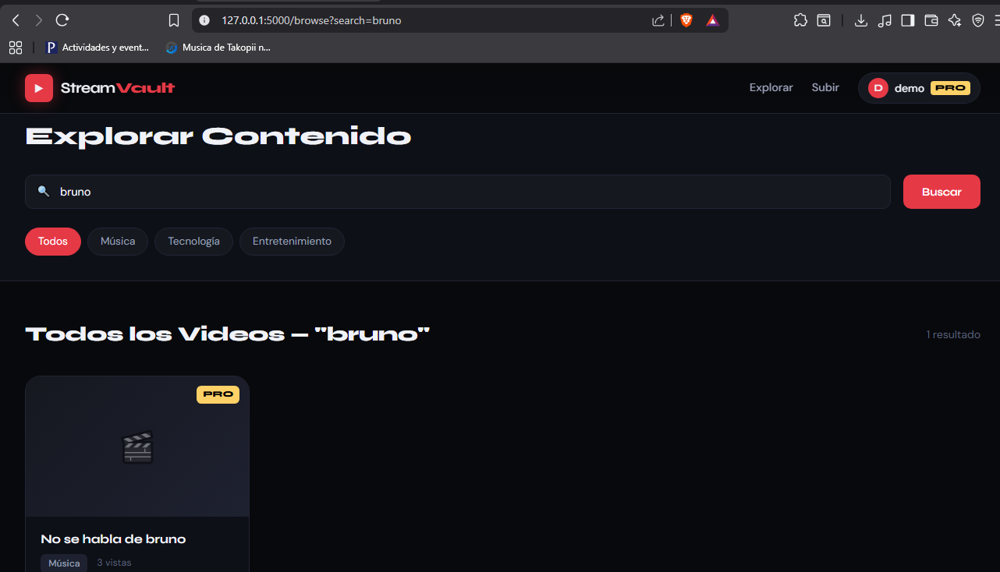 127.0.0.1:5000/browse?search=bruno
P Actividades y event... Musica de Takopii n...
StreamVault Explorar Subir D demo PRO
Explorar Contenido
bruno Buscar
Todos Música Tecnología Entretenimiento
Todos los Videos — "bruno" 1 resultado
PRO
No se habla de bruno
Música 3 vistas